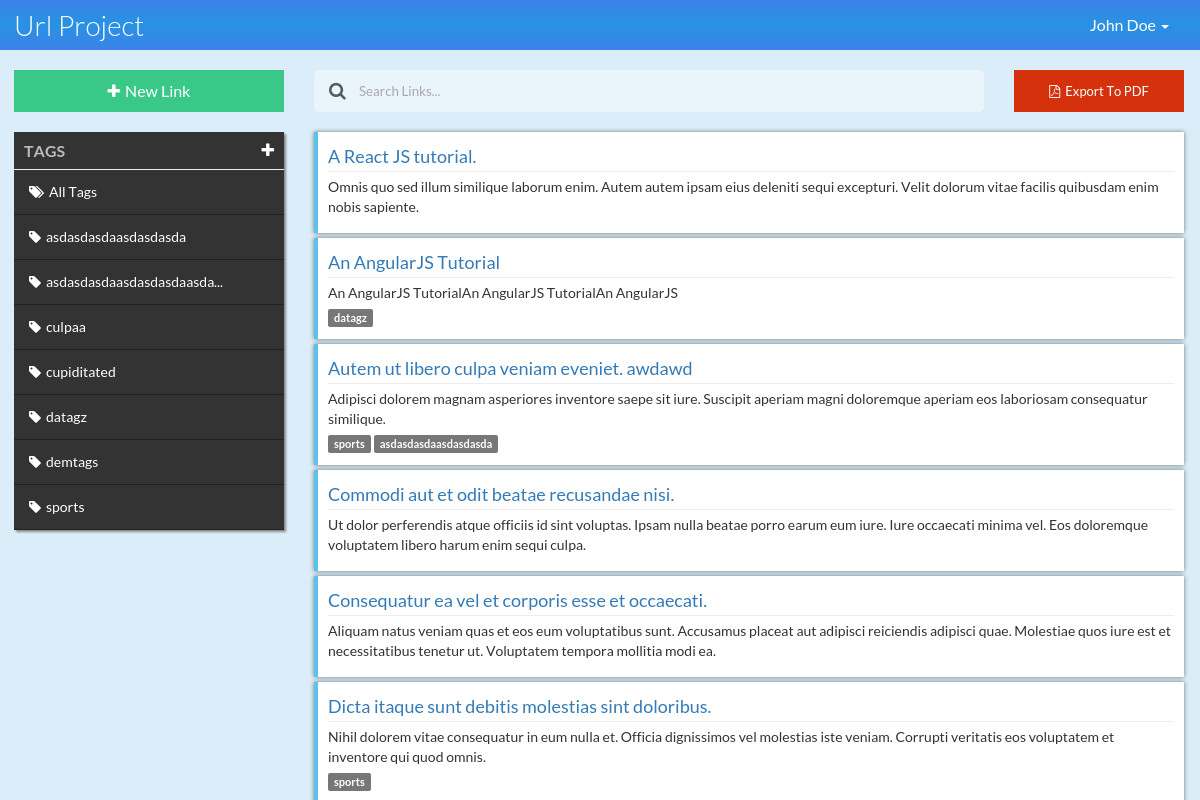 Url Project
John Doe
New Link
Search Links...
Export To PDF
TAGS
All Tags
asdasdasdaasdasdasda
asdasdasdaasdasdasdaasda...
culpaa
cupiditated
datagz
demtags
sports
A React JS tutorial.
Omnis quo sed illum similique laborum enim. Autem autem ipsam eius deleniti sequi excepturi. Velit dolorum vitae facilis quibusdam enim
nobis sapiente.
An AngularJS Tutorial
An AngularJS TutorialAn AngularJS TutorialAn AngularJS
datagz
Autem ut libero culpa veniam eveniet. awdawd
Adipisci dolorem magnam asperiores inventore saepe sit iure. Suscipit aperiam magni doloremque aperiam eos laboriosam consequatur
similique.
sports asdasdasdaasdasdasda
Commodi aut et odit beatae recusandae nisi.
Ut dolor perferendis atque officiis id sint voluptas. Ipsam nulla beatae porro earum eum iure. Iure occaecati minima vel. Eos doloremque
voluptatem libero harum enim sequi culpa.
Consequatur ea vel et corporis esse et occaecati.
Aliquam natus veniam quas et eos eum voluptatibus sunt. Accusamus placeat aut adipisci reiciendis adipisci quae. Molestiae quos iure est et
necessitatibus tenetur ut. Voluptatem tempora mollitia modi ea.
Dicta itaque sunt debitis molestias sint doloribus.
Nihil dolorem vitae consequatur in eum nulla et. Officia dignissimos vel molestias iste veniam. Corrupti veritatis eos voluptatem et
inventore qui quod omnis.
sports